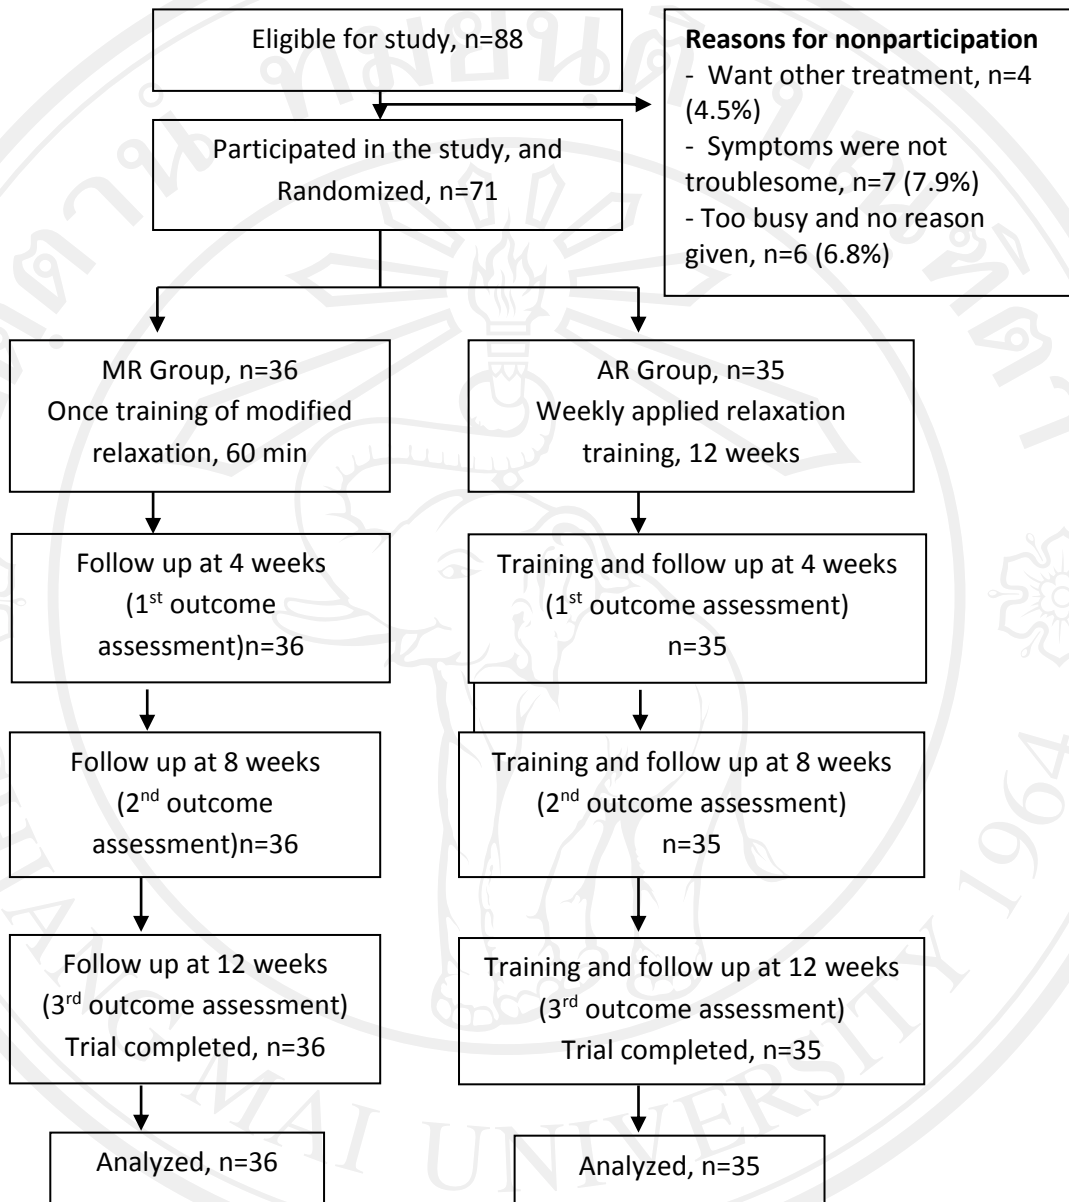 Eligible for study, n=88
Reasons for nonparticipation
- Want other treatment, n=4
(4.5%)
- Symptoms were not
troublesome, n=7 (7.9%)
- Too busy and no reason
given, n=6 (6.8%)
Participated in the study, and
Randomized, n=71
MR Group, n=36
Once training of modified
relaxation, 60 min
AR Group, n=35
Weekly applied relaxation
training, 12 weeks
Follow up at 4 weeks
(1st outcome
assessment)n=36
Training and follow up at 4 weeks
(1st outcome assessment)
n=35
Follow up at 8 weeks
(2nd outcome
assessment)n=36
Training and follow up at 8 weeks
(2nd outcome assessment)
n=35
Follow up at 12 weeks
(3rd outcome assessment)
Trial completed, n=36
Training and follow up at 12 weeks
(3rd outcome assessment)
Trial completed, n=35
Analyzed, n=36
Analyzed, n=35
MAI UNIVERSITY 1964